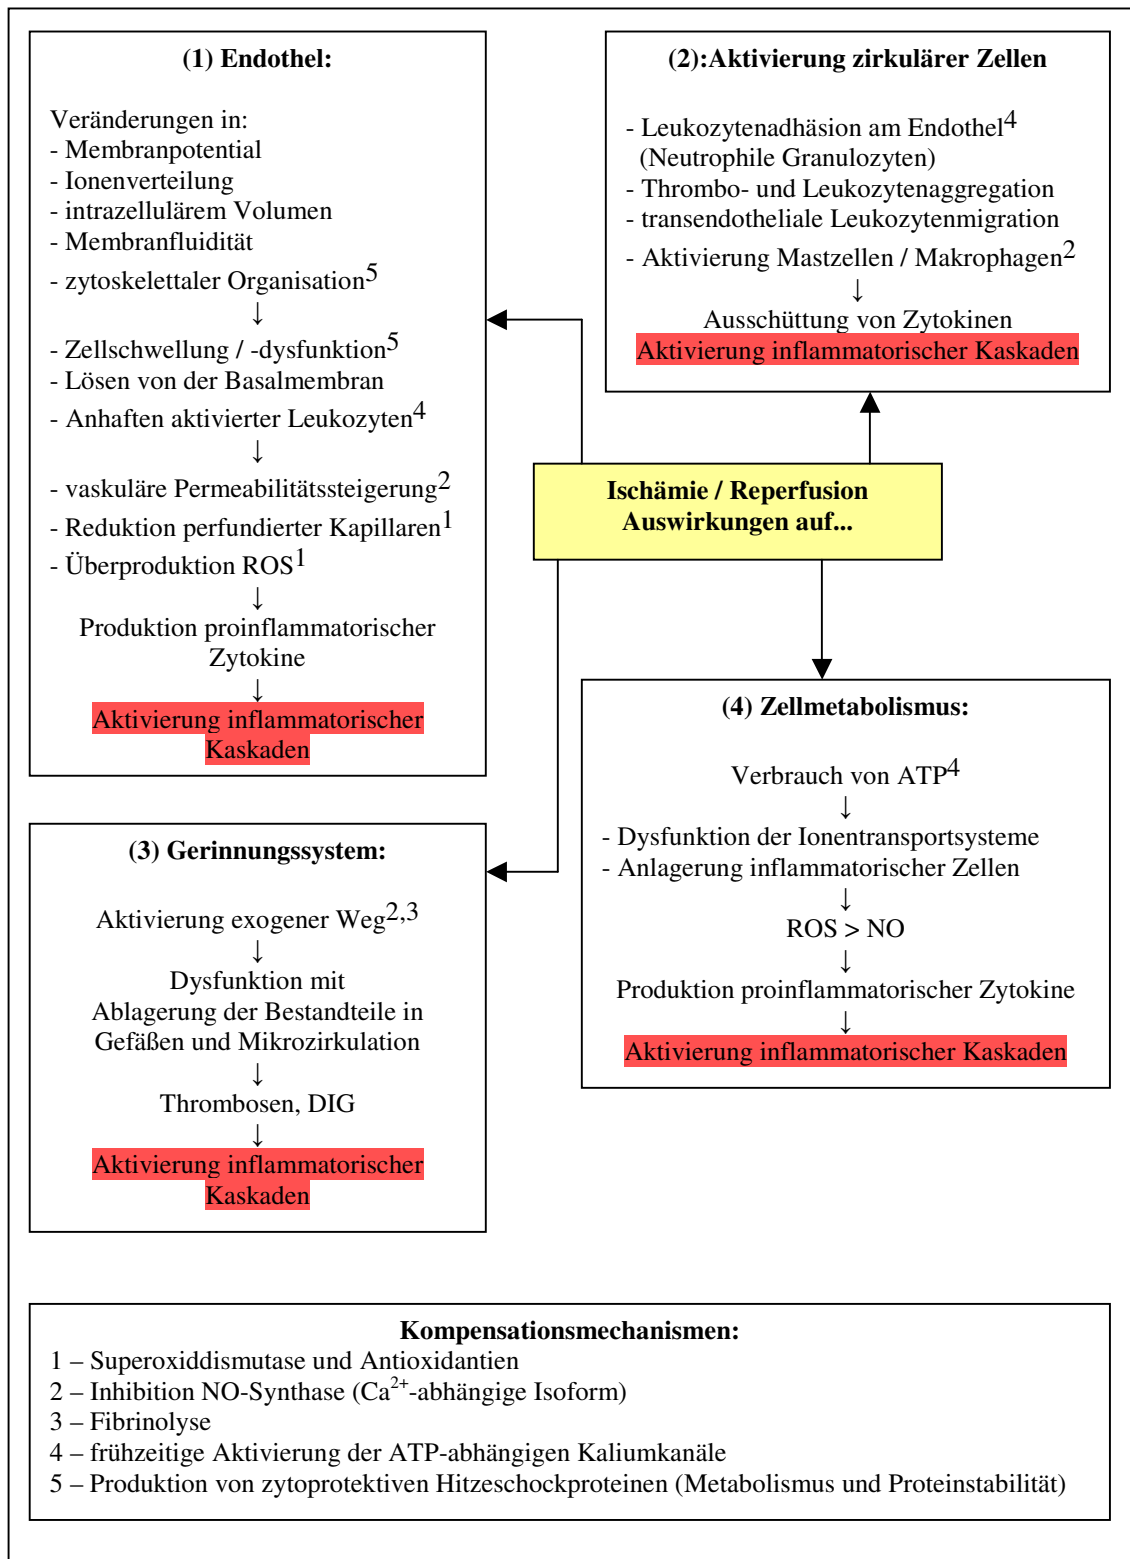 (1) Endothel:
Veränderungen in:
- Membranpotential
- Ionenverteilung
- intrazellulärem Volumen
- Membranfluidität
- zytoskelettaler Organisation5
↓
- Zellschwellung / -dysfunktion5
- Lösen von der Basalmembran
- Anhaften aktivierter Leukozyten4
↓
- vaskuläre Permeabilitätssteigerung2
- Reduktion perfundierter Kapillaren1
- Überproduktion ROS1
↓
Produktion proinflammatorischer
Zytokine
↓
Aktivierung inflammatorischer
Kaskaden
(2):Aktivierung zirkulärer Zellen
- Leukozytenadhäsion am Endothel4
(Neutrophile Granulozyten)
- Thrombo- und Leukozytenaggregation
- transendotheliale Leukozytenmigration
- Aktivierung Mastzellen / Makrophagen2
↓
Ausschüttung von Zytokinen
Aktivierung inflammatorischer Kaskaden
Ischämie / Reperfusion
Auswirkungen auf...
(3) Gerinnungssystem:
Aktivierung exogener Weg2,3
↓
Dysfunktion mit
Ablagerung der Bestandteile in
Gefäßen und Mikrozirkulation
↓
Thrombosen, DIG
↓
Aktivierung inflammatorischer
Kaskaden
(4) Zellmetabolismus:
Verbrauch von ATP4
↓
- Dysfunktion der Ionentransportsysteme
- Anlagerung inflammatorischer Zellen
↓
ROS > NO
↓
Produktion proinflammatorischer Zytokine
↓
Aktivierung inflammatorischer Kaskaden
Kompensationsmechanismen:
1 – Superoxiddismutase und Antioxidantien
2 – Inhibition NO-Synthase (Ca2+-abhängige Isoform)
3 – Fibrinolyse
4 – frühzeitige Aktivierung der ATP-abhängigen Kaliumkanäle
5 – Produktion von zytoprotektiven Hitzeschockproteinen (Metabolismus und Proteinstabilität)